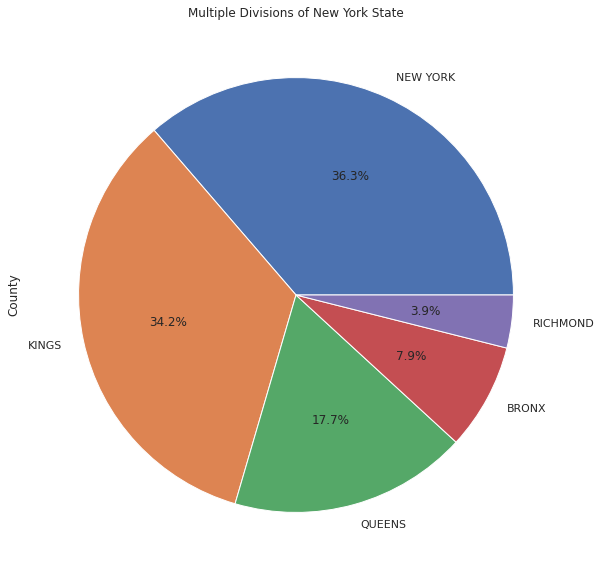 Multiple Divisions of New York State
NEW YORK
36.3%
County
34.2%
KINGS
3.9%
RICHMOND
7.9%
BRONX
17.7%
QUEENS